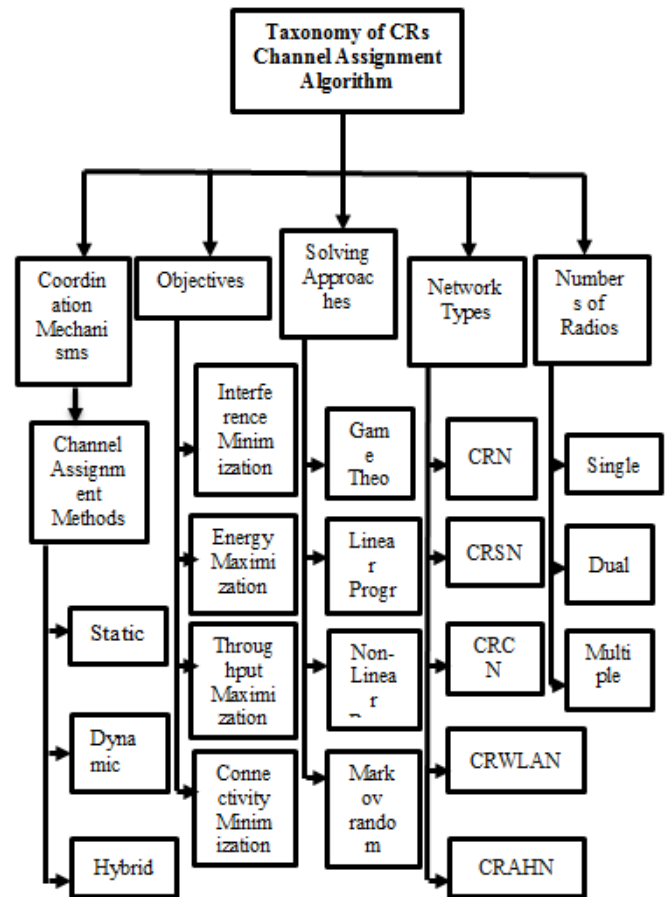 Taxonomy of CRs
Channel Assignment
Algorithm
Coordin
ation
Mechani
sms
Objectives
Solving
Approac
hes
Network
Types
Number
s of
Radios
Channel
Assignm
ent
Methods
Static
Dyna
mic
Hybrid
Interfe
rence
Minimi
zation
Energy
Maximi
zation
Throug
hput
Maximi
zation
Conne
ctivity
Minim
ization
Gam
e
Theo
Linea
r
Progr
Non-
Linea
r
Mark
ov
rando
m
CRN
CRSN
CRC
N
CRWLAN
CRAHN
Single
Dual
Multi
ple